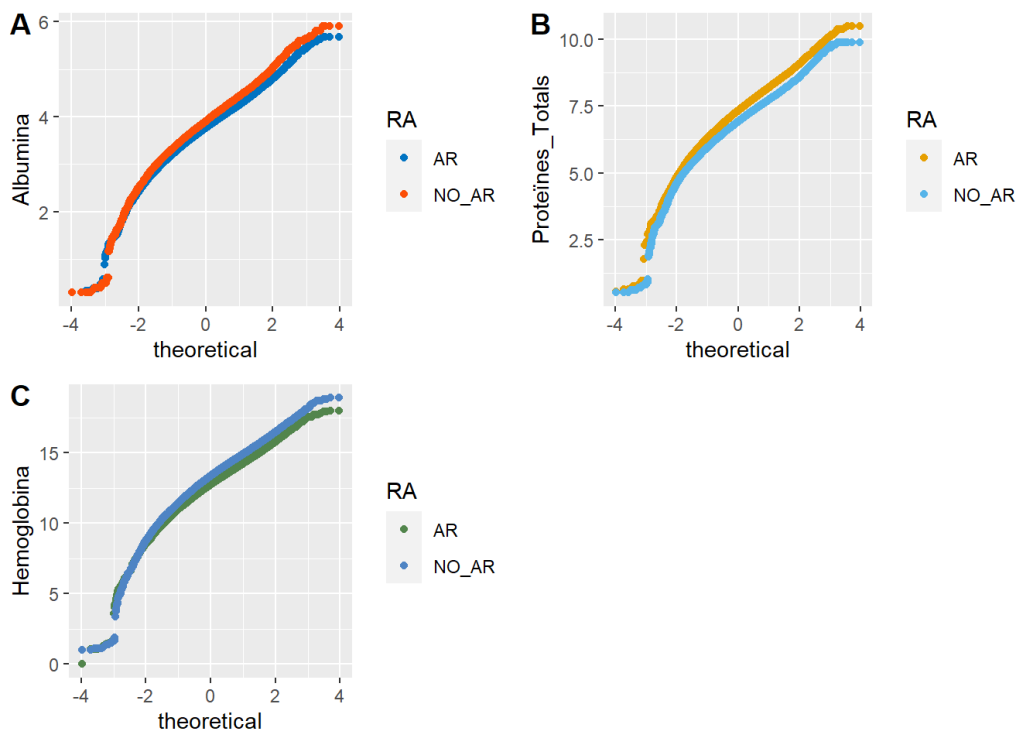 A
Albumina
6
4
2
-4 -2 0 2 4
theoretical
RA
AR
NO_AR
B
Proteïnes_Totals
10.0
7.5
5.0
2.5
-4 -2 0 2 4
theoretical
RA
AR
NO_AR
C
Hemoglobina
15
10
5
0
-4 -2 0 2 4
theoretical
RA
AR
NO_AR